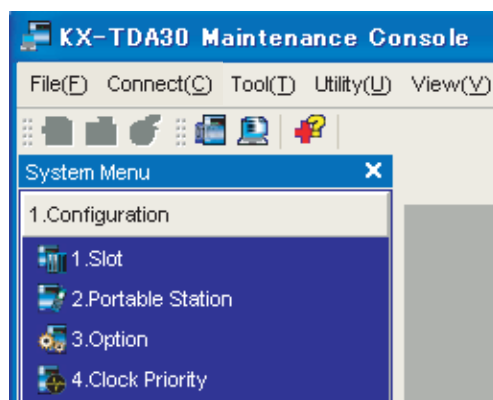 KX-TDA30 Maintenance Console
File(F) Connect(C) Tool(T) Utility(U) View(V)
System Menu
1.Configuration
1.Slot
2.Portable Station
3.Option
4.Clock Priority